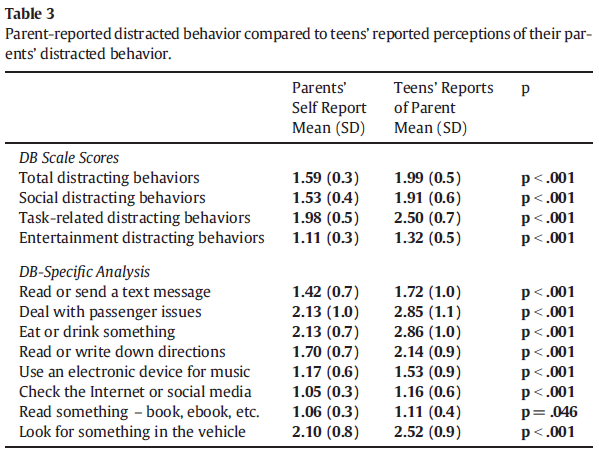 Table 3
Parent-reported distracted behavior compared to teens' reported perceptions of their par-
ents' distracted behavior.
Parents' Teens' Reports p
Self Report of Parent
Mean (SD) Mean (SD)
DB Scale Scores
Total distracting behaviors 1.59 (0.3) 1.99 (0.5) p < .001
Social distracting behaviors 1.53 (0.4) 1.91 (0.6) p < .001
Task-related distracting behaviors 1.98 (0.5) 2.50 (0.7) p < .001
Entertainment distracting behaviors 1.11 (0.3) 1.32 (0.5) p < .001
DB-Specific Analysis
Read or send a text message 1.42 (0.7) 1.72 (1.0) p < .001
Deal with passenger issues 2.13 (1.0) 2.85 (1.1) p < .001
Eat or drink something 2.13 (0.7) 2.86 (1.0) p < .001
Read or write down directions 1.70 (0.7) 2.14 (0.9) p < .001
Use an electronic device for music 1.17 (0.6) 1.53 (0.9) p < .001
Check the Internet or social media 1.05 (0.3) 1.16 (0.6) p < .001
Read something – book, ebook, etc. 1.06 (0.3) 1.11 (0.4) p = .046
Look for something in the vehicle 2.10 (0.8) 2.52 (0.9) p < .001